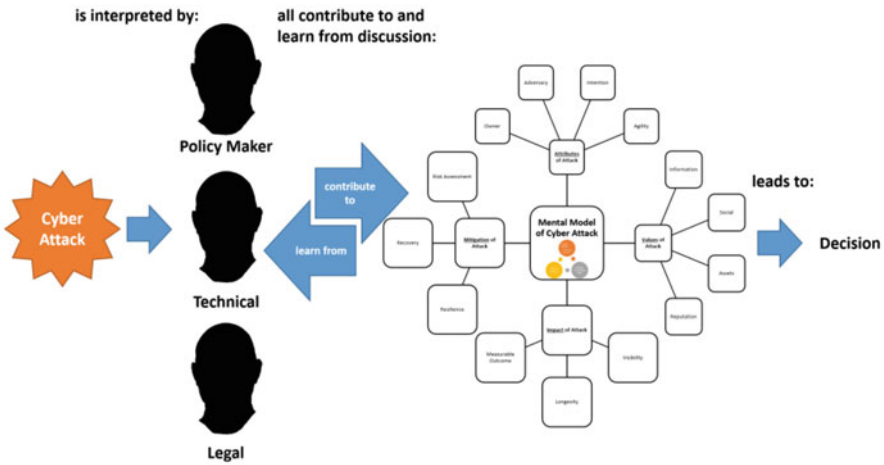 is interpreted by:
all contribute to and
learn from discussion:
Policy Maker
Cyber
Attack
Technical
Legal
contribute
to
learn from
Adversary
Intention
Owner
Agility
Attributes
of Attack
Risk Assessment
Recovery
Resilience
Mitigation of
Attack
Mental Model
of Cyber Attack
Information
Social
Assets
Reputation
Values of
Attack
Impact of Attack
Measurable
Outcome
Longevity
Visibility
leads to:
Decision